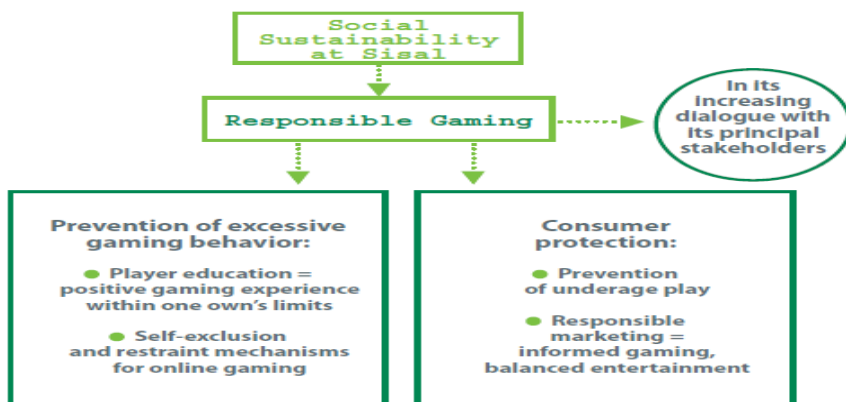 Social
Sustainability
at Sisal
Responsible Gaming
In its
increasing
dialogue with
its principal
stakeholders
Prevention of excessive
gaming behavior:
● Player education =
positive gaming experience
within one own's limits
● Self-exclusion
and restraint mechanisms
for online gaming
Consumer
protection:
● Prevention
of underage play
● Responsible
marketing =
informed gaming,
balanced entertainment